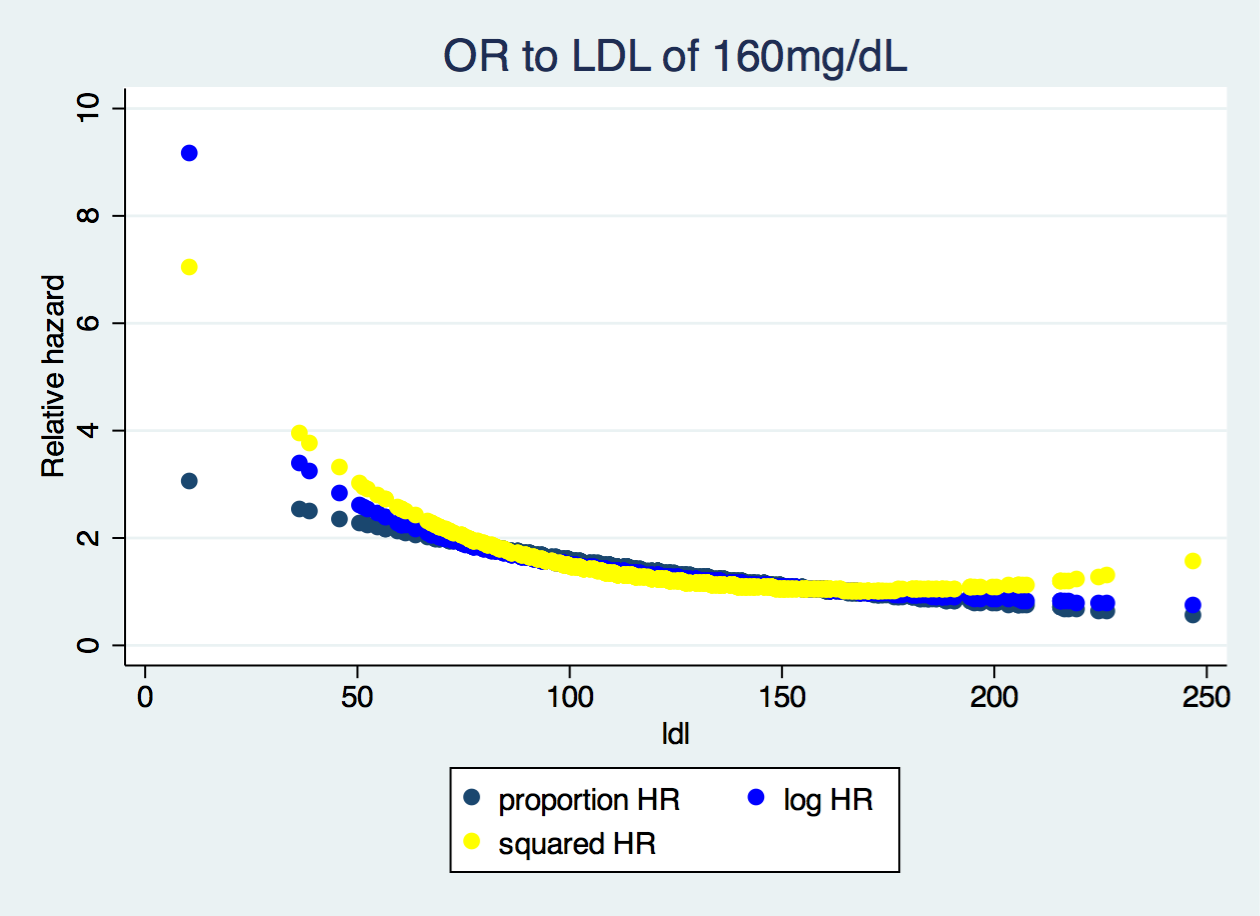 OR to LDL of 160mg/dL
10
8
6
4
2
0
Relative hazard
0 50 100 150 200 250
ldl
proportion HR log HR
squared HR